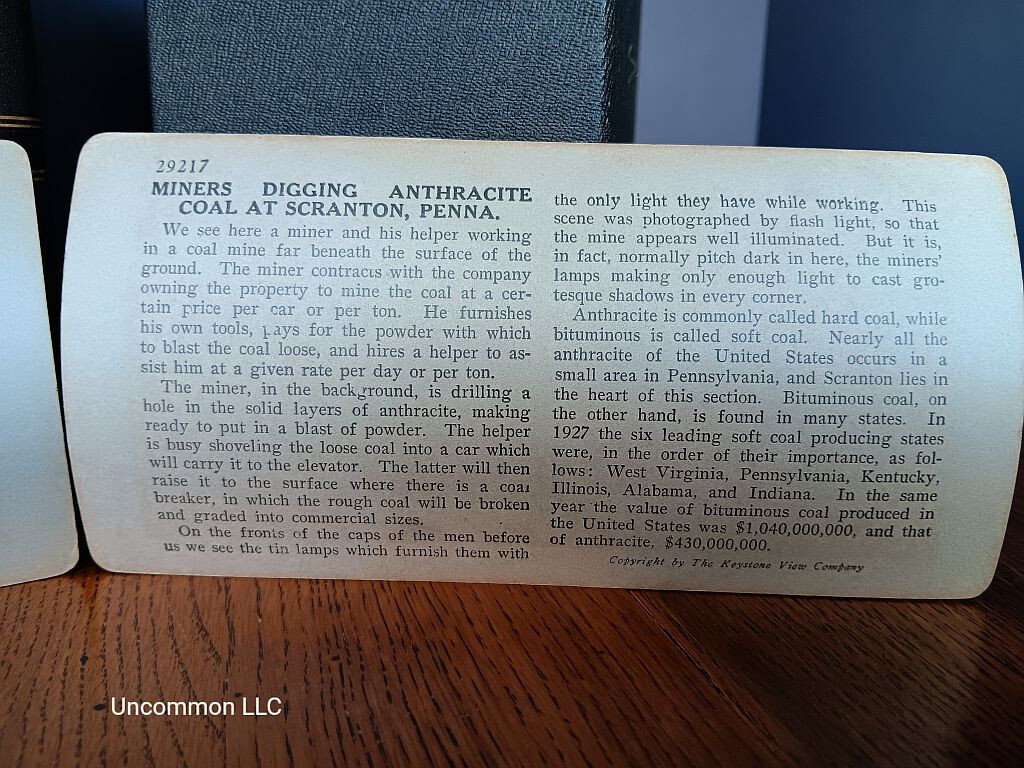 29217
MINERS DIGGING ANTHRACITE
COAL AT SCRANTON, PENNA.
We see here a miner and his helper working
in a coal mine far beneath the surface of the
ground. The miner contracts with the company
owning the property to mine the coal at a cer-
tain price per car or per ton. He furnishes
his own tools, pays for the powder with which
to blast the coal loose, and hires a helper to as-
sist him at a given rate per day or per ton.
The miner, in the background, is drilling a
hole in the solid layers of anthracite, making
ready to put in a blast of powder. The helper
is busy shoveling the loose coal into a car which
will carry it to the elevator. The latter will then
raise it to the surface where there is a coal
breaker, in which the rough coal will be broken
and graded into commercial sizes.
On the fronts of the caps of the men before
us we see the tin lamps which furnish them with
the only light they have while working. This
scene was photographed by flash light, so that
the mine appears well illuminated. But it is,
in fact, normally pitch dark in here, the miners'
lamps making only enough light to cast gro-
tesque shadows in every corner.
Anthracite is commonly called hard coal, while
bituminous is called soft coal. Nearly all the
anthracite of the United States occurs in a
small area in Pennsylvania, and Scranton lies in
the heart of this section. Bituminous coal, on
the other hand, is found in many states. In
1927 the six leading soft coal producing states
were, in the order of their importance, as fol-
lows: West Virginia, Pennsylvania, Kentucky,
Illinois, Alabama, and Indiana. In the same
year the value of bituminous coal produced in
the United States was $1,040,000,000, and that
of anthracite, $430,000,000.
Copyright by The Keystone View Company
Uncommon LLC